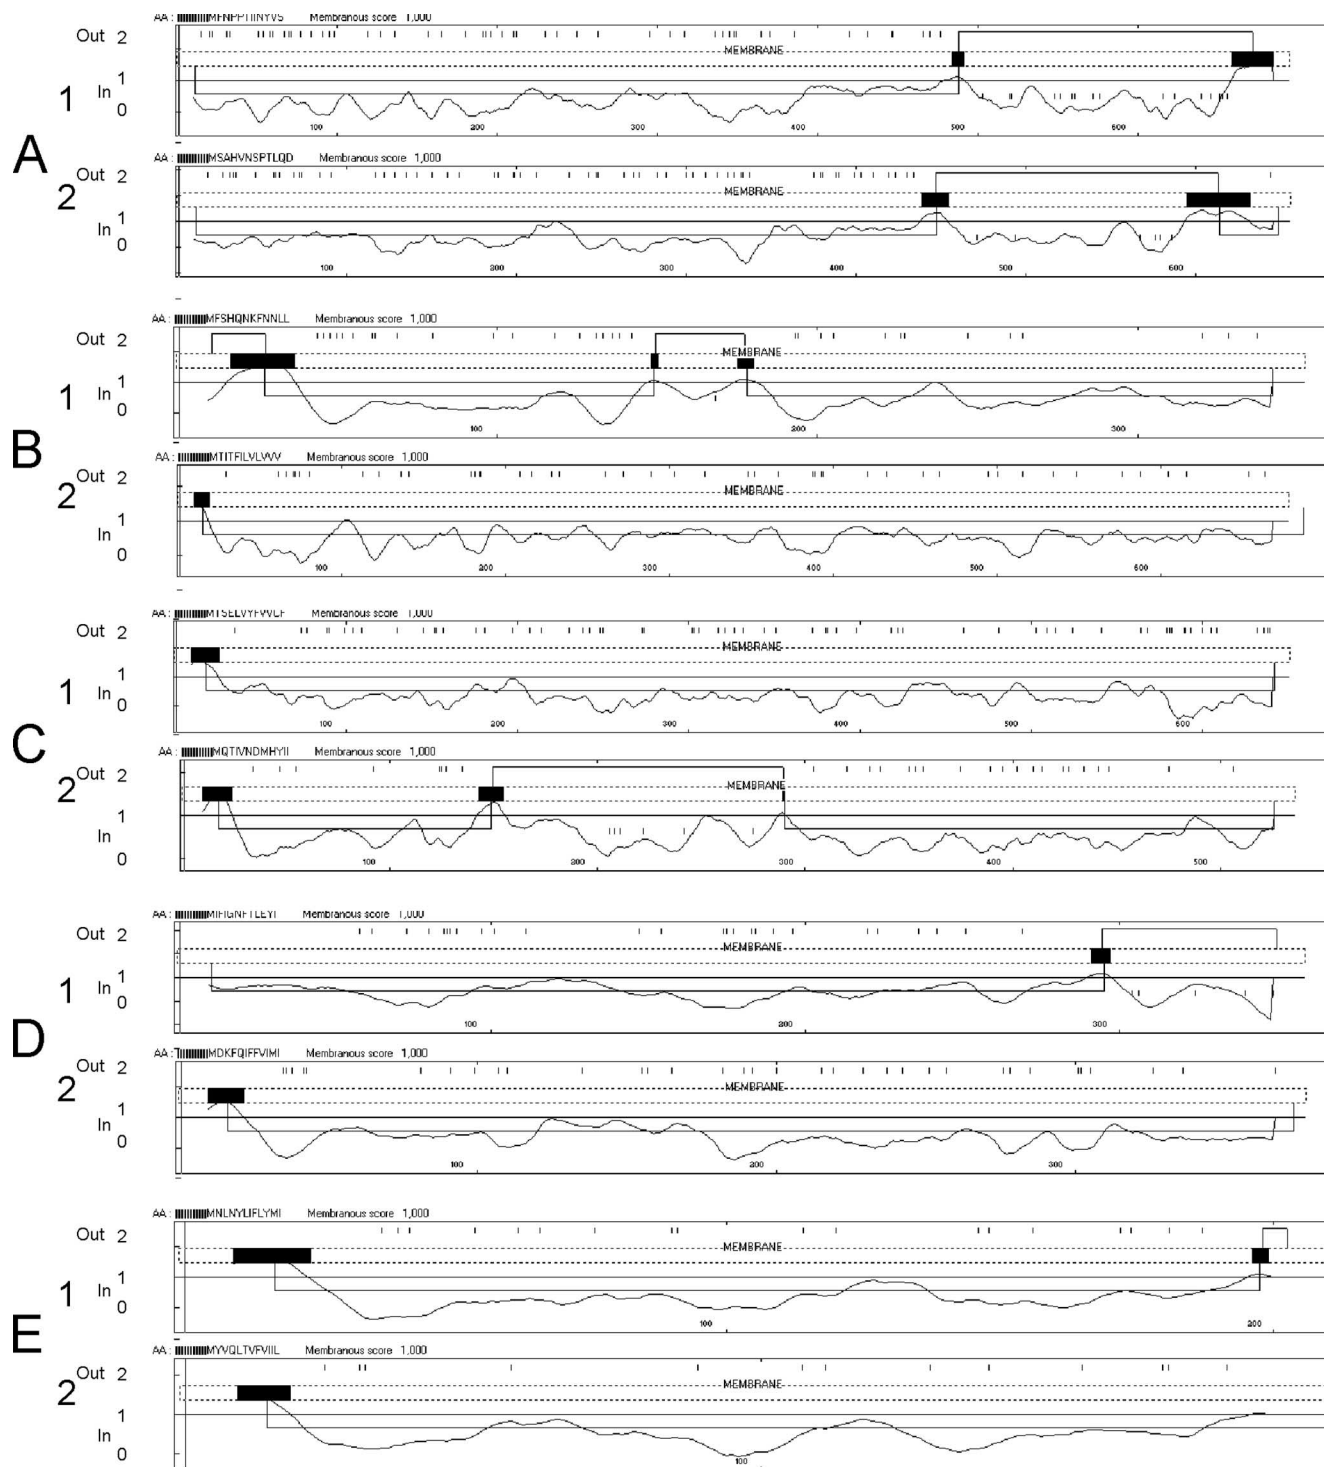 AA : MFNPPTIINYVS Membranous score 1,000
Out 2
MEMBRANE
1
1 In
0
100 200 300 400 500 600
A
AA : MSAHVNSPTLQD Membranous score 1,000
2 Out 2
MEMBRANE
1
In
0
100 200 300 400 500 600
AA : MFSHQNKFNNLL Membranous score 1,000
Out 2
MEMBRANE
1
1 In
0
100 200 300
B
AA : MTITFILVLVVV Membranous score 1,000
2 Out 2
MEMBRANE
1
In
0
100 200 300 400 500 600
AA : MTSELVYFVVLF Membranous score 1,000
Out 2
MEMBRANE
1
1 In
0
100 200 300 400 500 600
C
AA : MQTIVNDMHYII Membranous score 1,000
2 Out 2
MEMBRANE
1
In
0
100 200 300 400 500
AA : MIFIGNFTLEYI Membranous score 1,000
Out 2
MEMBRANE
1
1 In
0
100 200 300
D
AA : MDKFQIFFVIMI Membranous score 1,000
2 Out 2
MEMBRANE
1
In
0
100 200 300
AA : MNLNYLIFLYMI Membranous score 1,000
Out 2
MEMBRANE
1
1 In
0
100 200
E
AA : MYVQLTVFVIIL Membranous score 1,000
2 Out 2
MEMBRANE
1
In
0
100